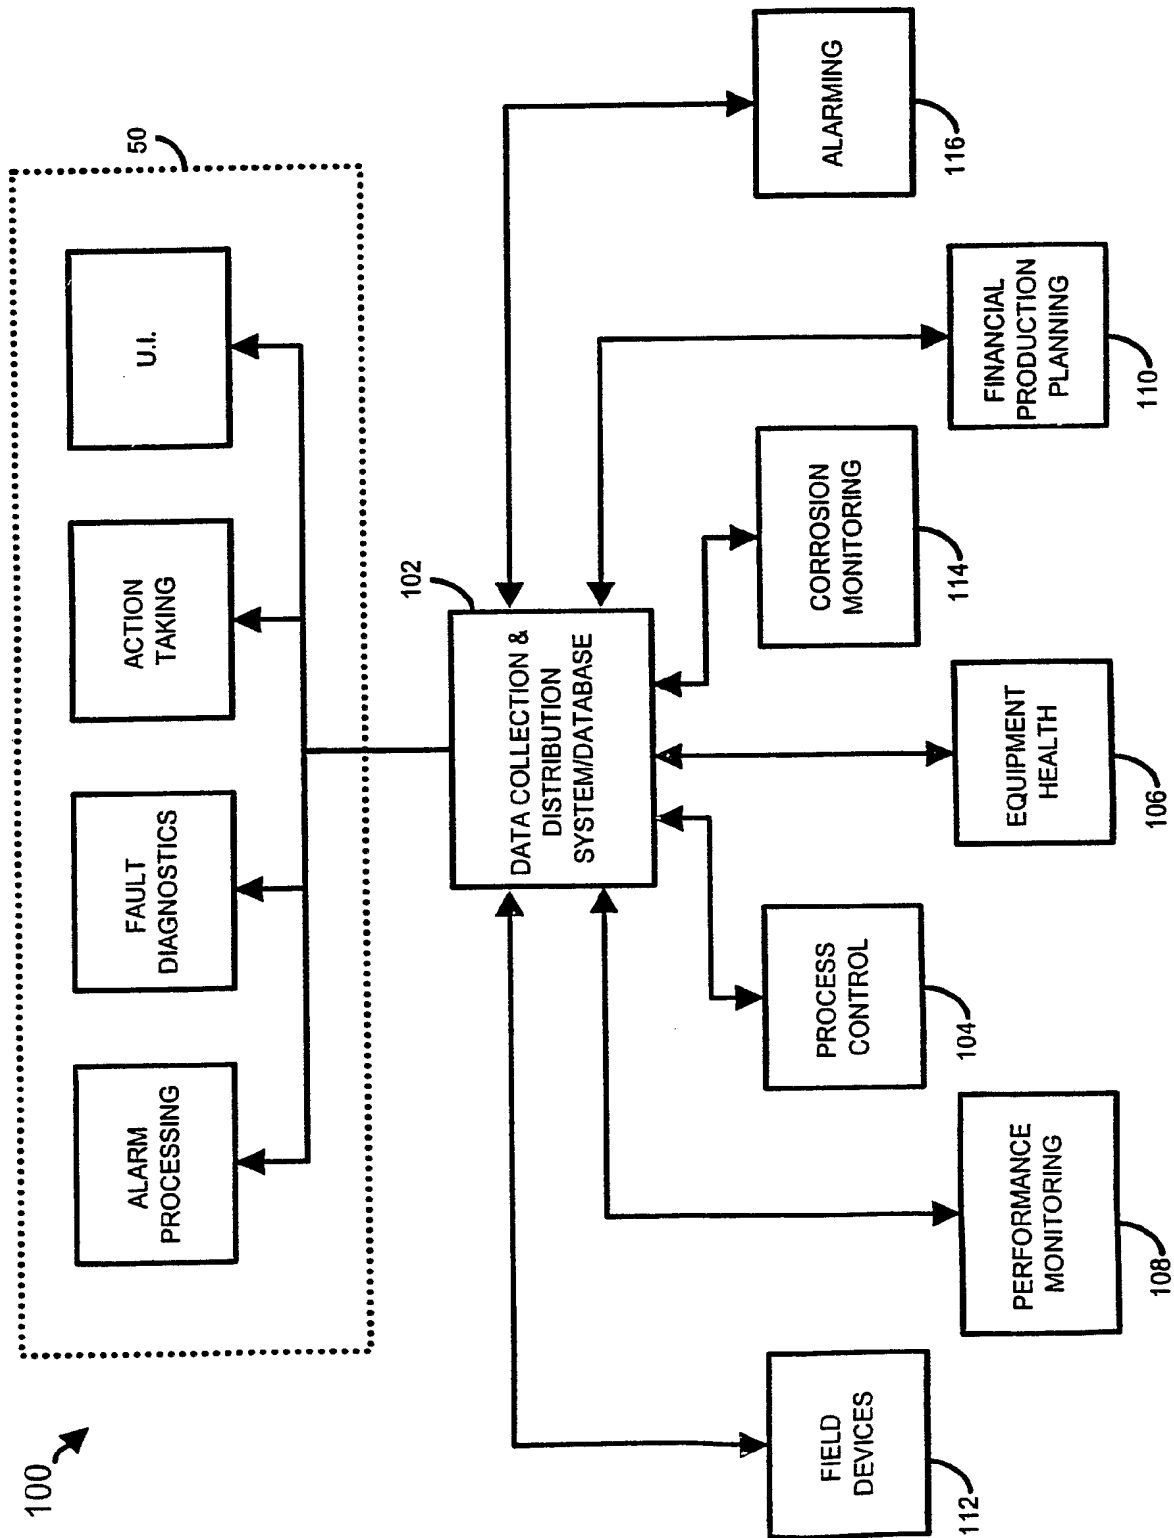 100
50
ALARM
PROCESSING
FAULT
DIAGNOSTICS
ACTION
TAKING
U.I.
102
DATA COLLECTION &
DISTRIBUTION
SYSTEM/DATABASE
FIELD
DEVICES
112
PERFORMANCE
MONITORING
108
PROCESS
CONTROL
104
EQUIPMENT
HEALTH
106
CORROSION
MONITORING
114
FINANCIAL
PRODUCTION
PLANNING
110
ALARMING
116